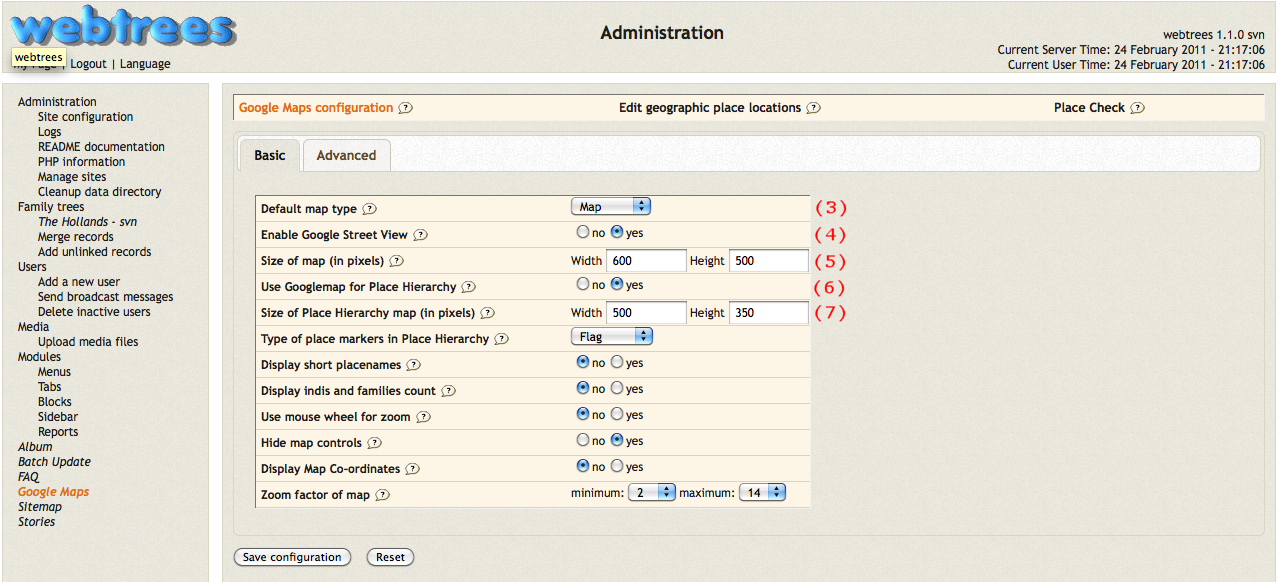 webtrees
Administration
webtrees 1.1.0 svn
Current Server Time: 24 February 2011 - 21:17:06
Current User Time: 24 February 2011 - 21:17:06
webtrees
My Page | Logout | Language
Administration
Site configuration
Logs
README documentation
PHP information
Manage sites
Cleanup data directory
Family trees
The Hollands - svn
Merge records
Add unlinked records
Users
Add a new user
Send broadcast messages
Delete inactive users
Media
Upload media files
Modules
Menus
Tabs
Blocks
Sidebar
Reports
Album
Batch Update
FAQ
Google Maps
Sitemap
Stories
Google Maps configuration ? Edit geographic place locations ? Place Check ?
Basic Advanced
Default map type ? Map (3)
Enable Google Street View ? no yes (4)
Size of map (in pixels) ? Width 600 Height 500 (5)
Use Googlemap for Place Hierarchy ? no yes (6)
Size of Place Hierarchy map (in pixels) ? Width 500 Height 350 (7)
Type of place markers in Place Hierarchy ? Flag
Display short placenames ? no yes
Display indis and families count ? no yes
Use mouse wheel for zoom ? no yes
Hide map controls ? no yes
Display Map Co-ordinates ? no yes
Zoom factor of map ? minimum: 2 maximum: 14
Save configuration Reset